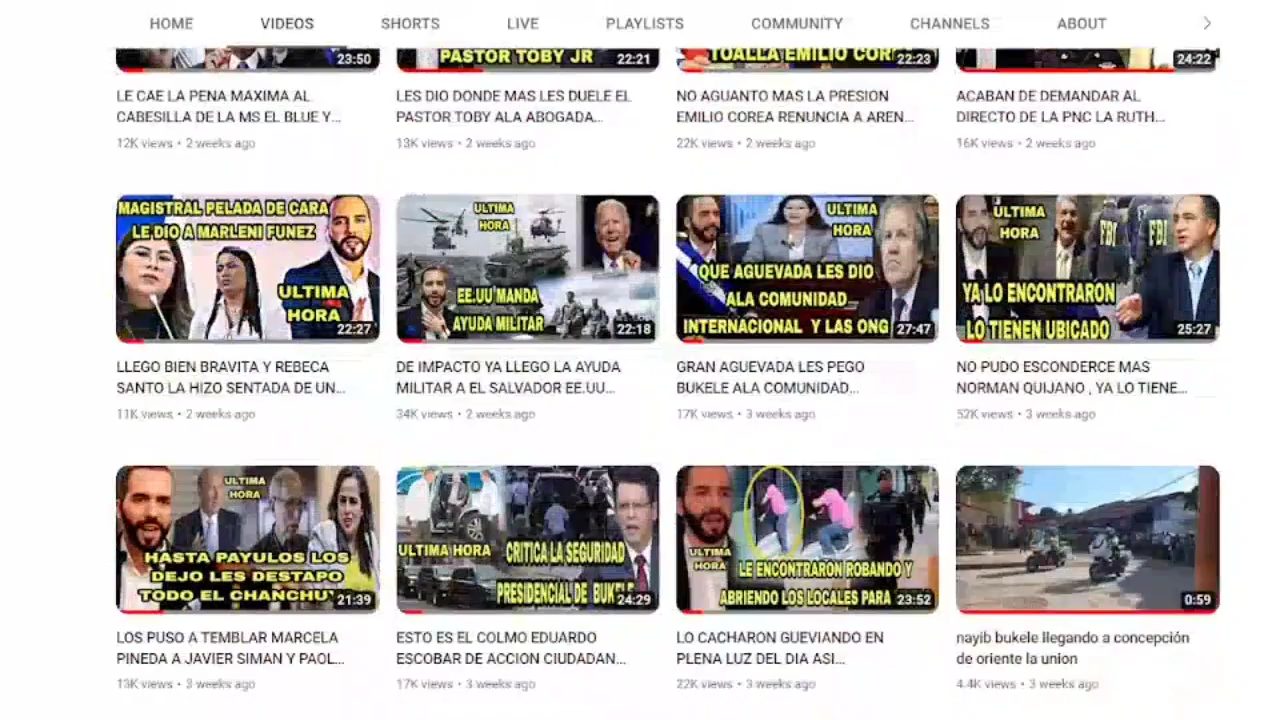 HOME VIDEOS SHORTS LIVE PLAYLISTS COMMUNITY CHANNELS ABOUT
23:50
PASTOR TOBY JR 22:21
TOALLA EMILIO COR 22:23
24:22
LE CAE LA PENA MAXIMA AL
CABESILLA DE LA MS EL BLUE Y...
12K views • 2 weeks ago
LES DIO DONDE MAS LES DUELE EL
PASTOR TOBY ALA ABOGADA...
13K views • 2 weeks ago
NO AGUANTO MAS LA PRESION
EMILIO COREA RENUNCIA A AREN...
22K views • 2 weeks ago
ACABAN DE DEMANDAR AL
DIRECTO DE LA PNC LA RUTH...
16K views • 2 weeks ago
MAGISTRAL PELADA DE CARA
LE DIO A MARLENI FUNEZ
ULTIMA
HORA
22:27
ULTIMA
HORA
EE.UU MANDA
AYUDA MILITAR
22:18
ULTIMA
HORA
QUE AGUEVADA LES DIO
ALA COMUNIDAD
INTERNACIONAL Y LAS ONG
27:47
ULTIMA
HORA
FBI FBI
YA LO ENCONTRARON
LO TIENEN UBICADO
25:27
LLEGO BIEN BRAVITA Y REBECA
SANTO LA HIZO SENTADA DE UN...
11K views • 2 weeks ago
DE IMPACTO YA LLEGO LA AYUDA
MILITAR A EL SALVADOR EE.UU...
34K views • 2 weeks ago
GRAN AGUEVADA LES PEGO
BUKELE ALA COMUNIDAD...
17K views • 3 weeks ago
NO PUDO ESCONDERCE MAS
NORMAN QUIJANO , YA LO TIENE...
52K views • 3 weeks ago
ULTIMA
HORA
HASTA PAYULOS LOS
DEJO LES DESTAPO
TODO EL CHANCHU
21:39
ULTIMA HORA
CRITICA LA SEGURIDAD
PRESIDENCIAL DE BUKELE
24:29
ULTIMA
HORA
LE ENCONTRARON ROBANDO Y
ABRIENDO LOS LOCALES PARA
23:52
0:59
LOS PUSO A TEMBLAR MARCELA
PINEDA A JAVIER SIMAN Y PAOL...
13K views • 3 weeks ago
ESTO ES EL COLMO EDUARDO
ESCOBAR DE ACCION CIUDADAN...
17K views • 3 weeks ago
LO CACHARON GUEVIANDO EN
PLENA LUZ DEL DIA ASI...
22K views • 3 weeks ago
nayib bukele llegando a concepción
de oriente la union
4.4K views • 3 weeks ago